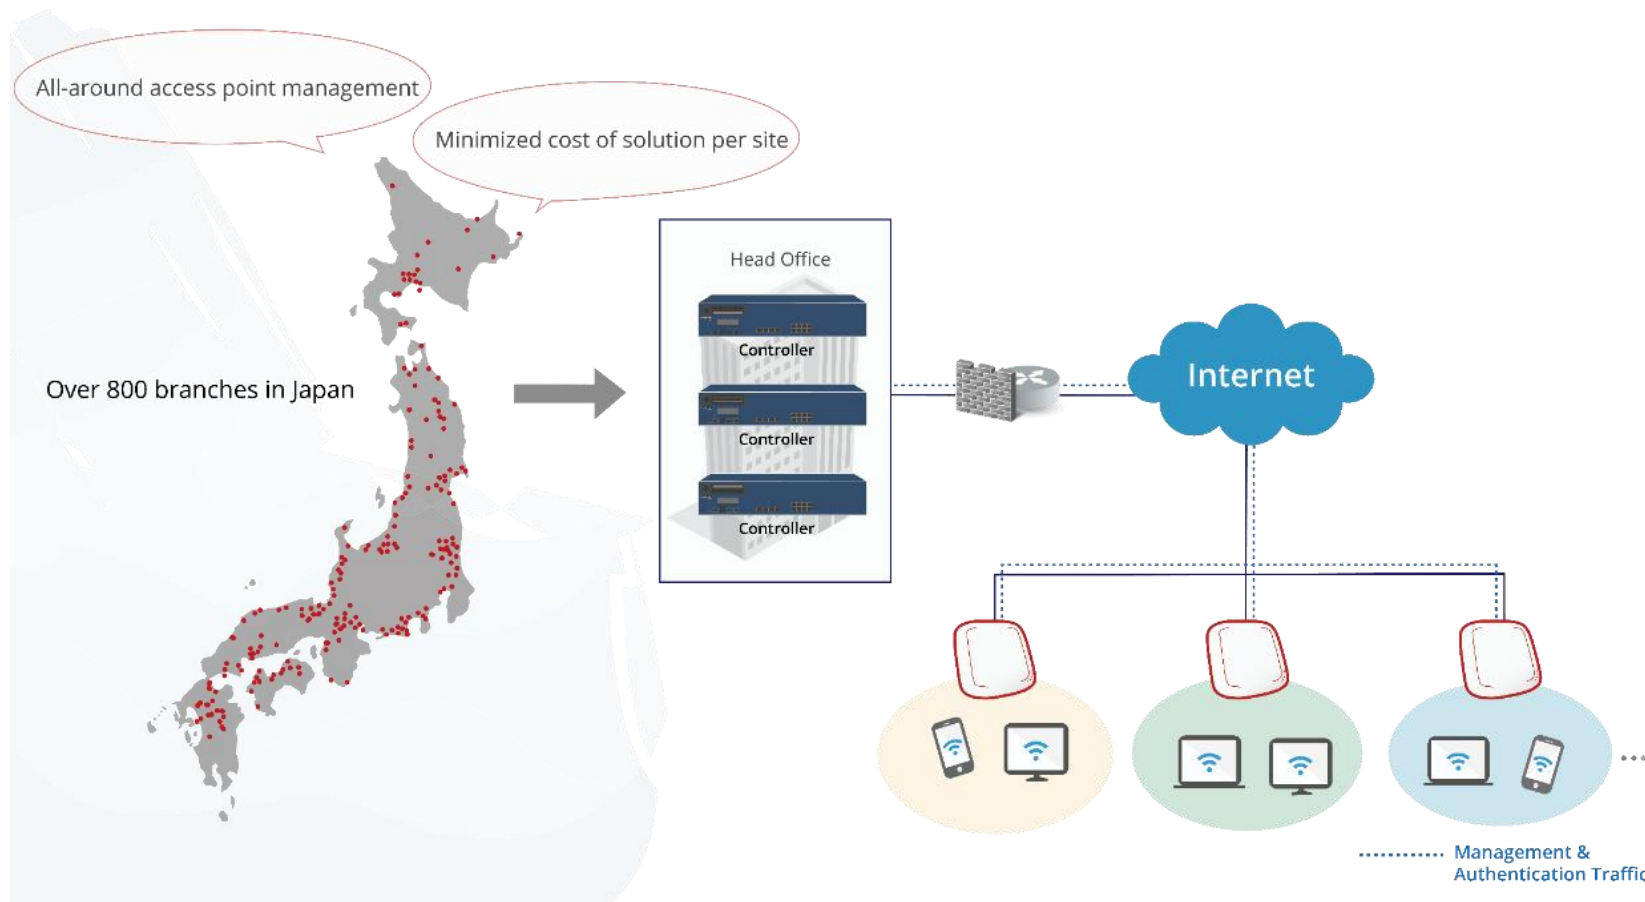 All-around access point management
Minimized cost of solution per site
Over 800 branches in Japan
Head Office
Controller
Controller
Controller
Internet
Management &
Authentication Traffic